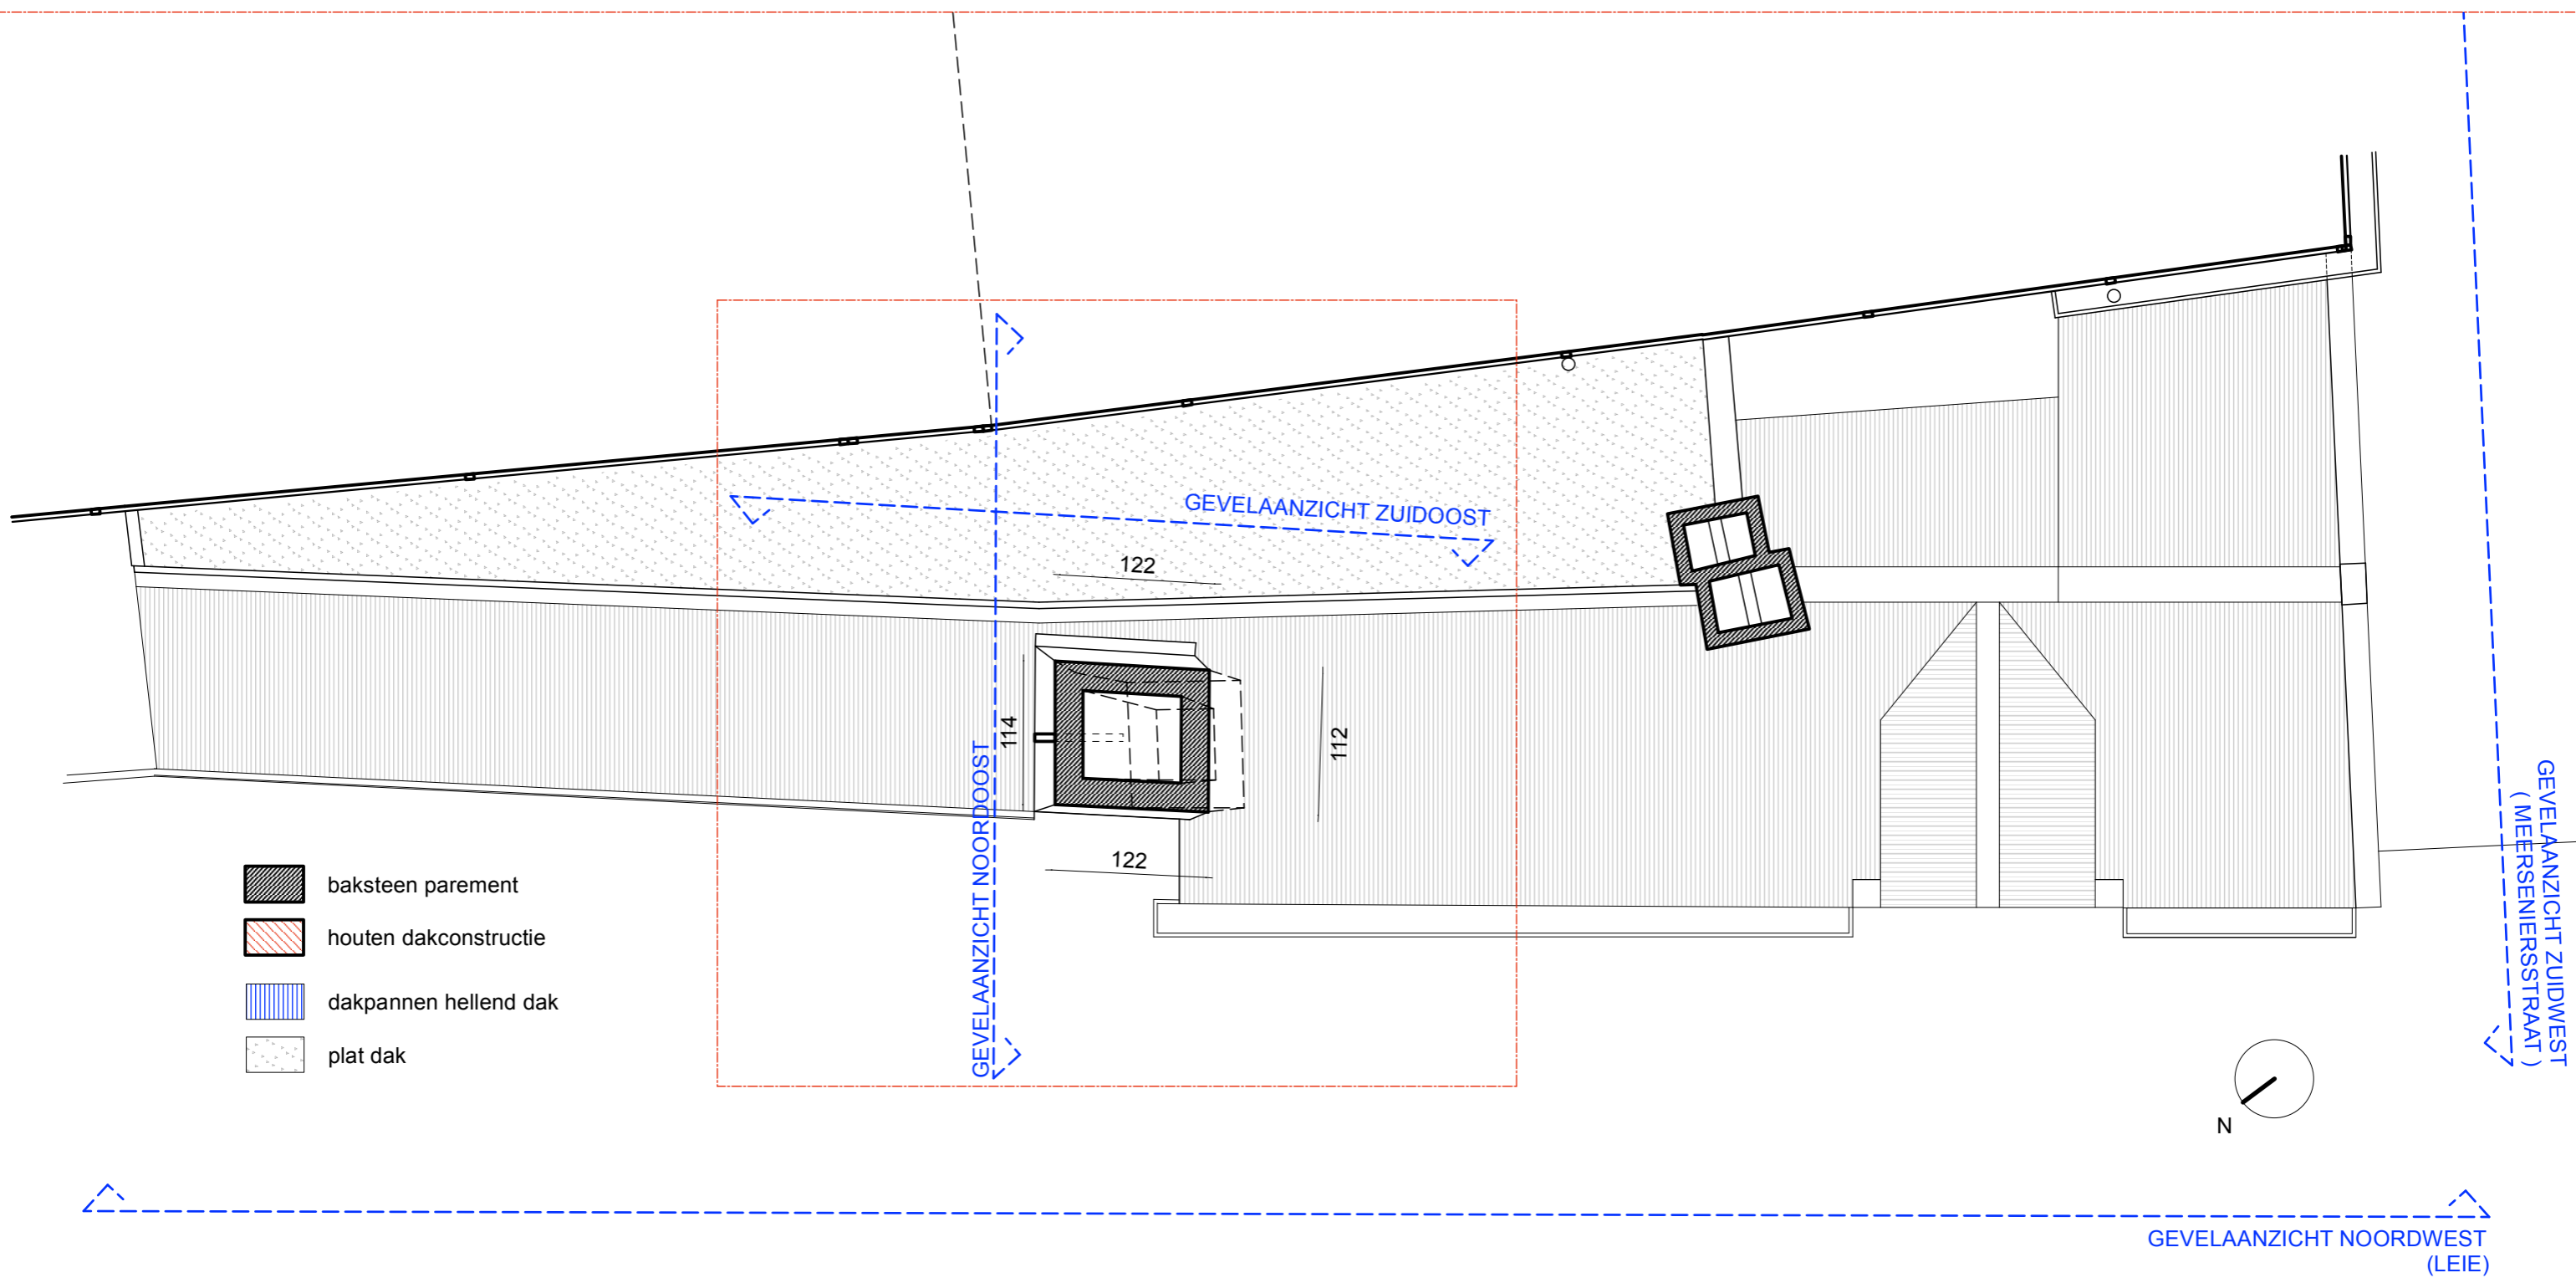 GEVELAANZICHT ZUIDOOST
122
114
112
GEVELAANZICHT NOORDOOST
122
baksteen parement
houten dakconstructie
dakpannen hellend dak
plat dak
GEVELAANZICHT ZUIDWEST
( MEERSENIERSSTRAAT )
N
GEVELAANZICHT NOORDWEST
(LEIE)